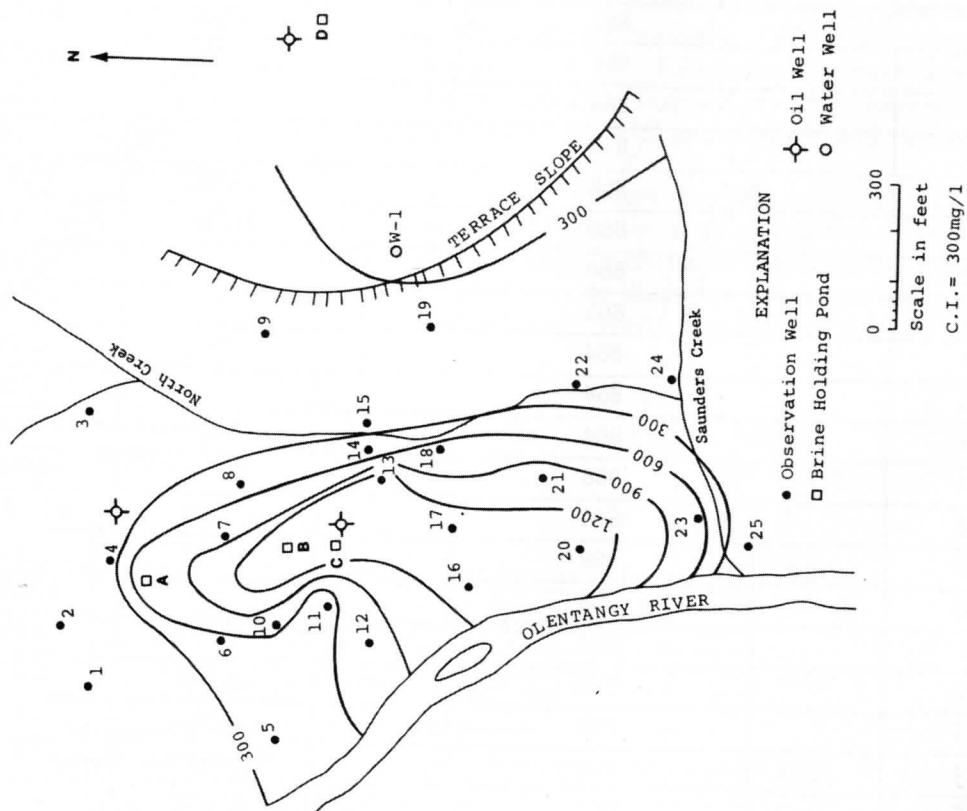 N
D
1
2
3
4
5
6
7
8
9
10
11
12
13
14
15
16
17
18
19
20
21
22
23
24
25
A
B
C
W-1
North Creek
TERRACE SLOPE
300
300
300
600
900
1200
Saunders Creek
OLENTANGY RIVER
EXPLANATION
Observation Well
Brine Holding Pond
Oil Well
Water Well
0 300
Scale in feet
C.I.= 300mg/l